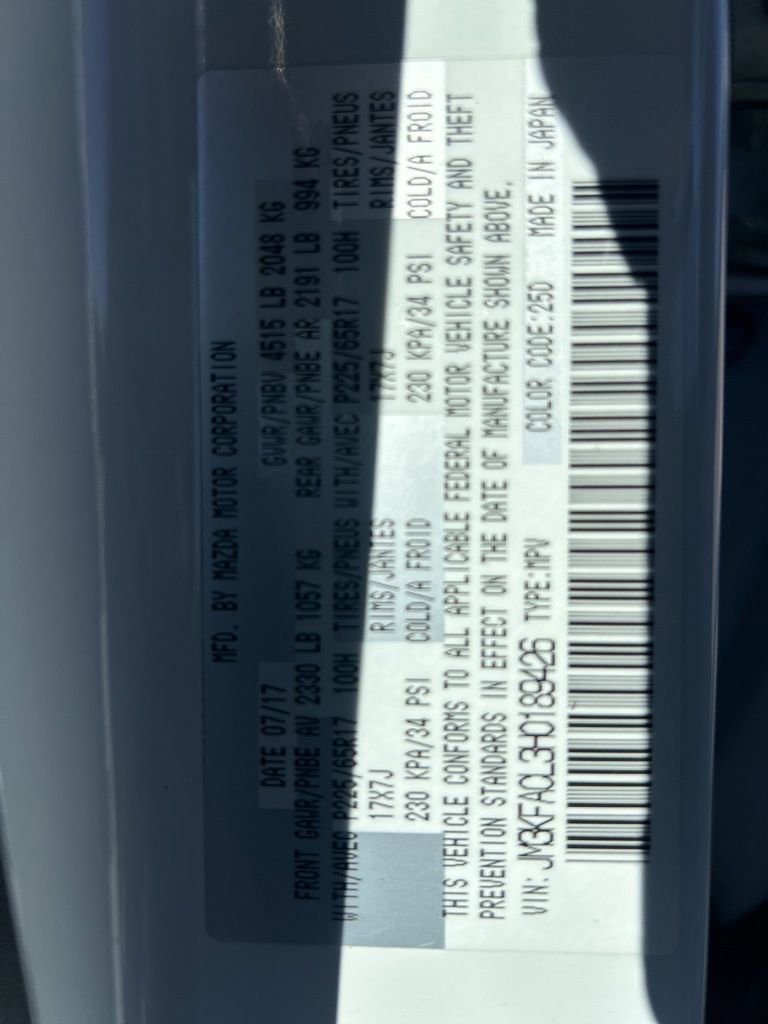 MFD. BY MAZDA MOTOR CORPORATION
DATE 07/17 GVWR/PNBV 4515 LB 2048 KG
FRONT GAWR/PNBE AV 2330 LB 1057 KG REAR GAWR/PNBE AR 2191 LB 994 KG
WITH/AVEC P225/65R17 100H TIRES/PNEUS WITH/AVEC P225/65R17 100H TIRES/PNEUS
17X7J RIMS/JANTES 17X7J RIMS/JANTES
230 KPA/34 PSI COLD/A FROID 230 KPA/34 PSI COLD/A FROID
THIS VEHICLE CONFORMS TO ALL APPLICABLE FEDERAL MOTOR VEHICLE SAFETY AND THEFT
PREVENTION STANDARDS IN EFFECT ON THE DATE OF MANUFACTURE SHOWN ABOVE.
VIN: JM3KFACL3H0189426 TYPE:MPV COLOR CODE:25D MADE IN JAPAN